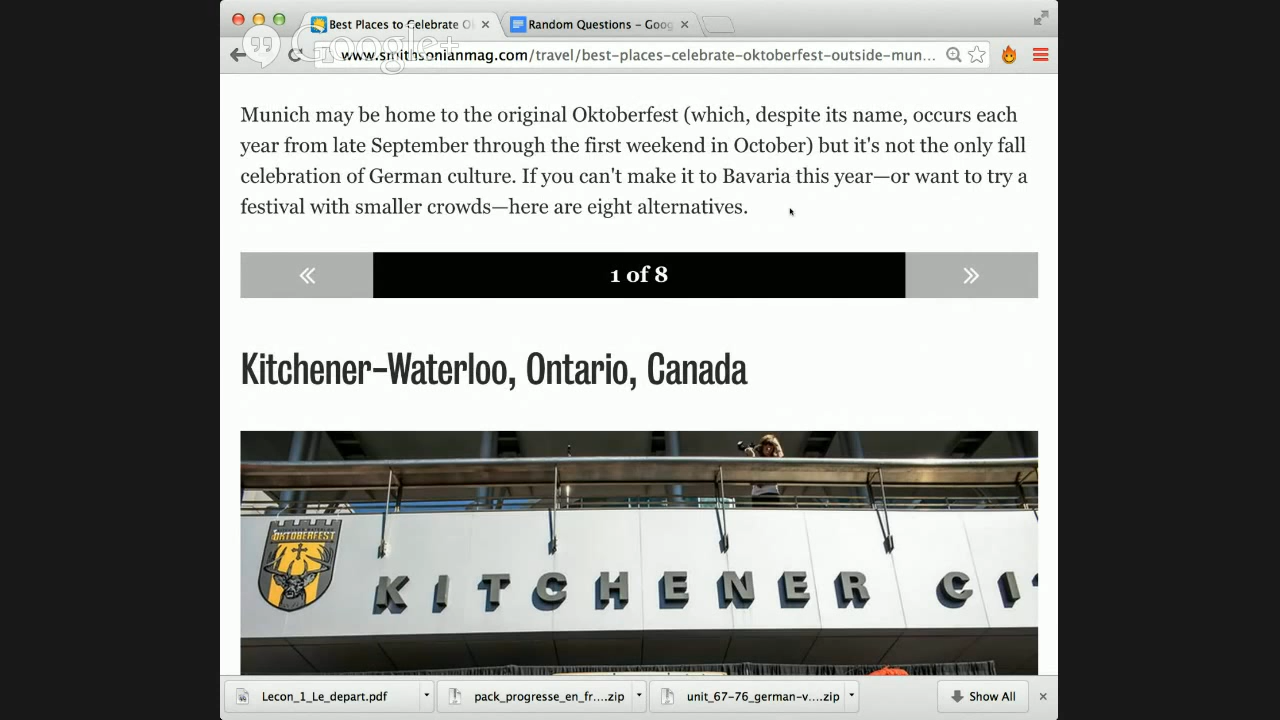 Best Places to Celebrate O
Random Questions – Goog
Google+
www.smithsonianmag.com/travel/best-places-celebrate-oktoberfest-outside-mun...
Munich may be home to the original Oktoberfest (which, despite its name, occurs each
year from late September through the first weekend in October) but it's not the only fall
celebration of German culture. If you can't make it to Bavaria this year—or want to try a
festival with smaller crowds—here are eight alternatives.
1 of 8
Kitchener-Waterloo, Ontario, Canada
OKTOBERFEST
KITCHENER CI
Lecon_1_Le_depart.pdf
pack_progresse_en_fr....zip
unit_67-76_german-v....zip
Show All